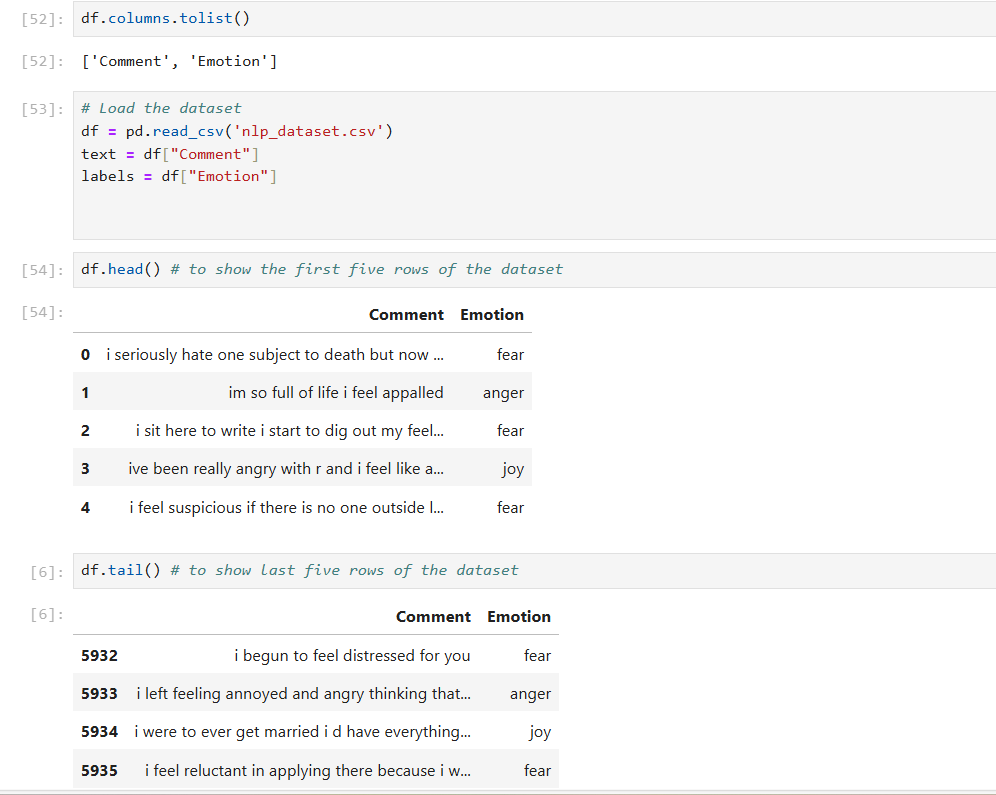 [52]: df.columns.tolist()
[52]: ['Comment', 'Emotion']
[53]: # Load the dataset
df = pd.read_csv('nlp_dataset.csv')
text = df["Comment"]
labels = df["Emotion"]
[54]: df.head() # to show the first five rows of the dataset
[54]:
Comment Emotion
0 i seriously hate one subject to death but now ... fear
1 im so full of life i feel appalled anger
2 i sit here to write i start to dig out my feel... fear
3 ive been really angry with r and i feel like a... joy
4 i feel suspicious if there is no one outside l... fear
[6]: df.tail() # to show last five rows of the dataset
[6]:
Comment Emotion
5932 i begun to feel distressed for you fear
5933 i left feeling annoyed and angry thinking that... anger
5934 i were to ever get married i d have everything... joy
5935 i feel reluctant in applying there because i w... fear